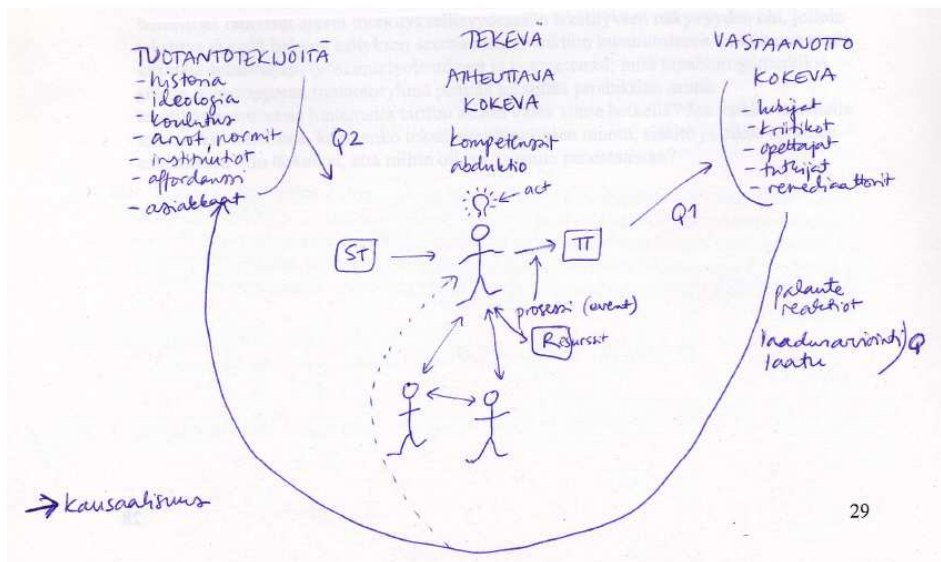 TUOTANTOTEKIJÖITÄ
- historia
- ideologia
- koulutus
- arvot, normit
- instituutiot
- affordanssi
- asiakkaat
Q2
TEKEVÄ
AIHEUTTAVA
KOKEVA
kompetenssit
abduktio
act
ST
TT
prosessi (event)
Resurssit
VASTAANOTTO
KOKEVA
- lukijat
- kriitikot
- opettajat
- tutkijat
- remediaattorit
Q1
palaute
reaktiot
laadunarviointi
laatu
Q
→ kausaalisuus
29